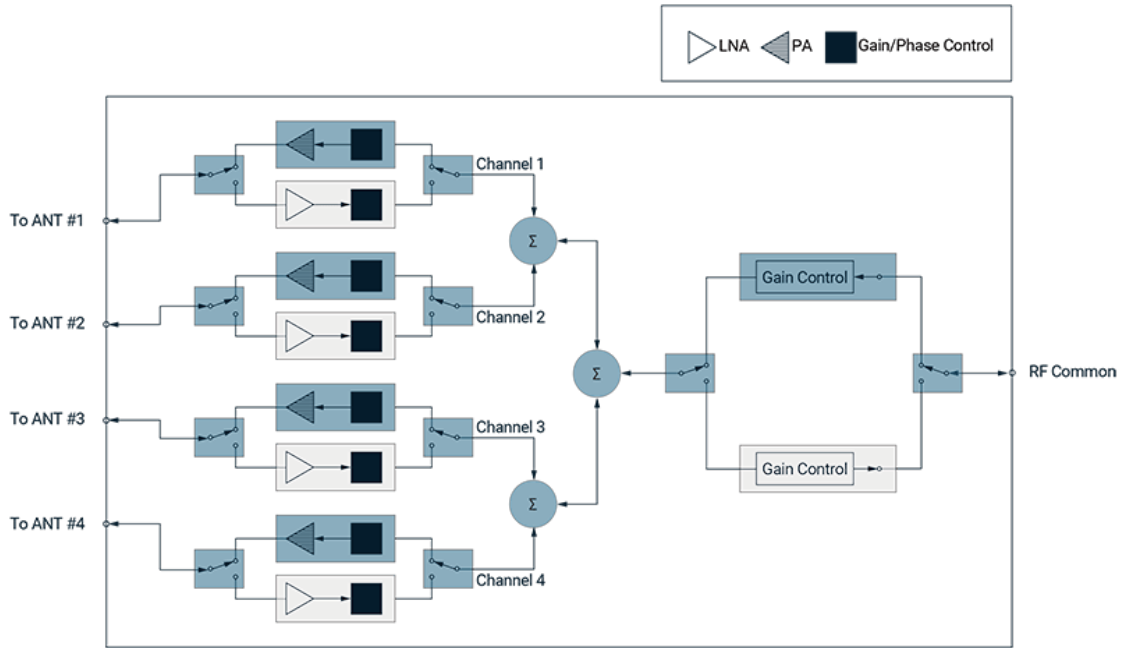 LNA
PA
Gain/Phase Control
Channel 1
To ANT #1
Σ
Gain Control
To ANT #2
Channel 2
Σ
RF Common
To ANT #3
Channel 3
Gain Control
Σ
To ANT #4
Channel 4